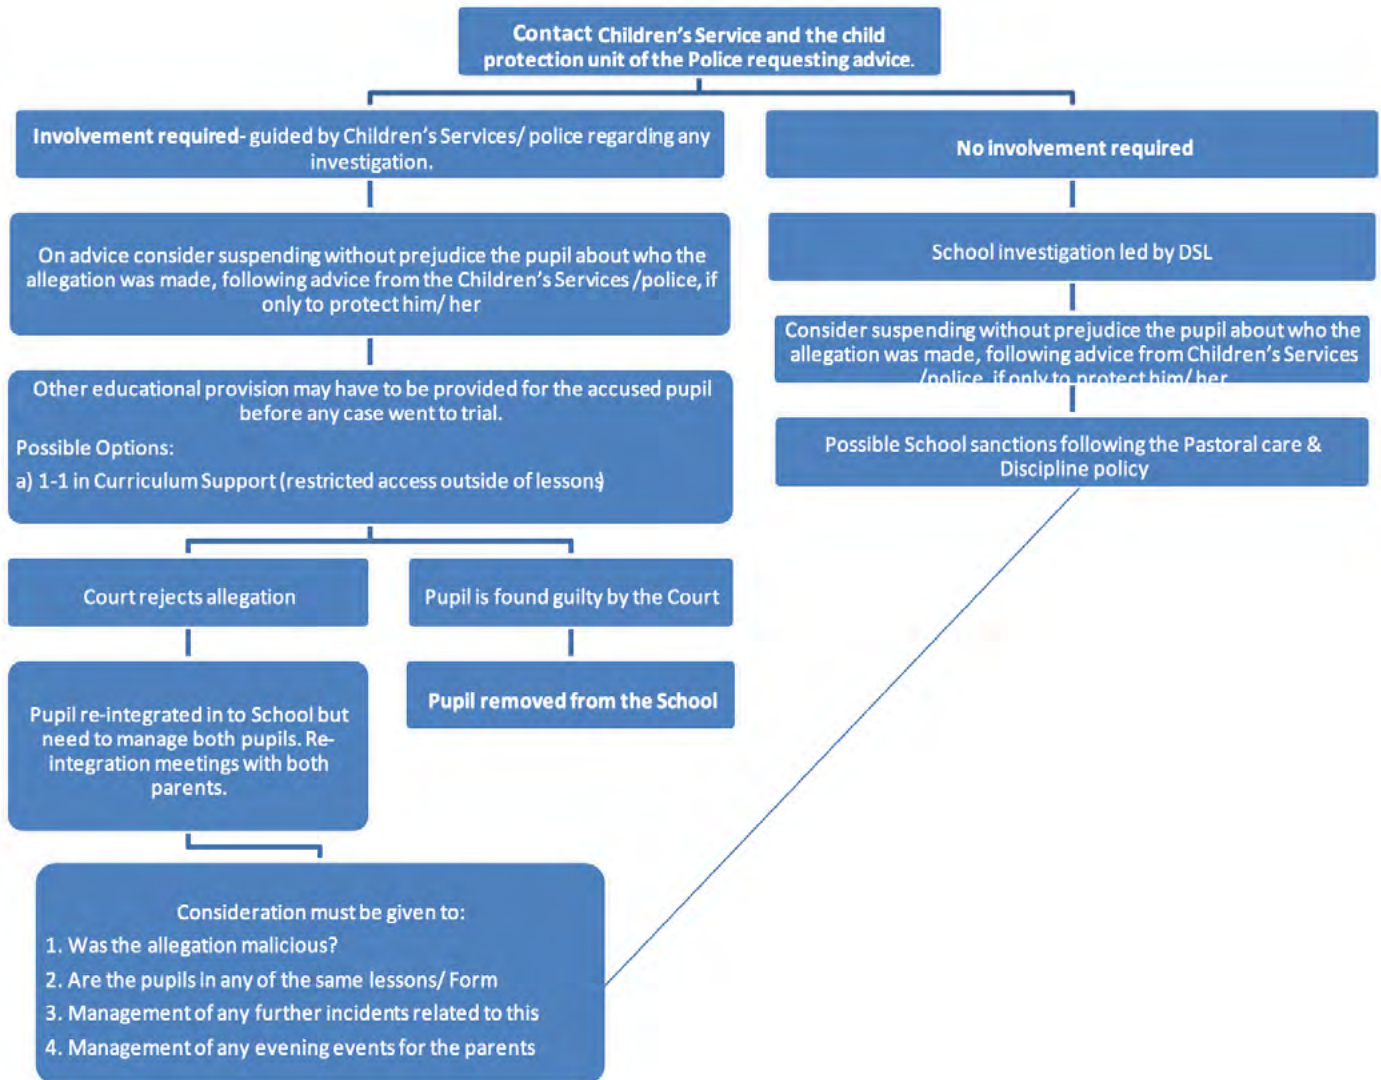 Contact Children's Service and the child
protection unit of the Police requesting advice.
Involvement required- guided by Children's Services/ police regarding any
investigation.
No involvement required
On advice consider suspending without prejudice the pupil about who the
allegation was made, following advice from the Children's Services /police, if
only to protect him/ her
School investigation led by DSL
Consider suspending without prejudice the pupil about who the
allegation was made, following advice from Children's Services
/police, if only to protect him/ her
Other educational provision may have to be provided for the accused pupil
before any case went to trial.
Possible Options:
a) 1-1 in Curriculum Support (restricted access outside of lessons)
Possible School sanctions following the Pastoral care &
Discipline policy
Court rejects allegation
Pupil is found guilty by the Court
Pupil re-integrated in to School but
need to manage both pupils. Re-
integration meetings with both
parents.
Pupil removed from the School
Consideration must be given to:
1. Was the allegation malicious?
2. Are the pupils in any of the same lessons/ Form
3. Management of any further incidents related to this
4. Management of any evening events for the parents